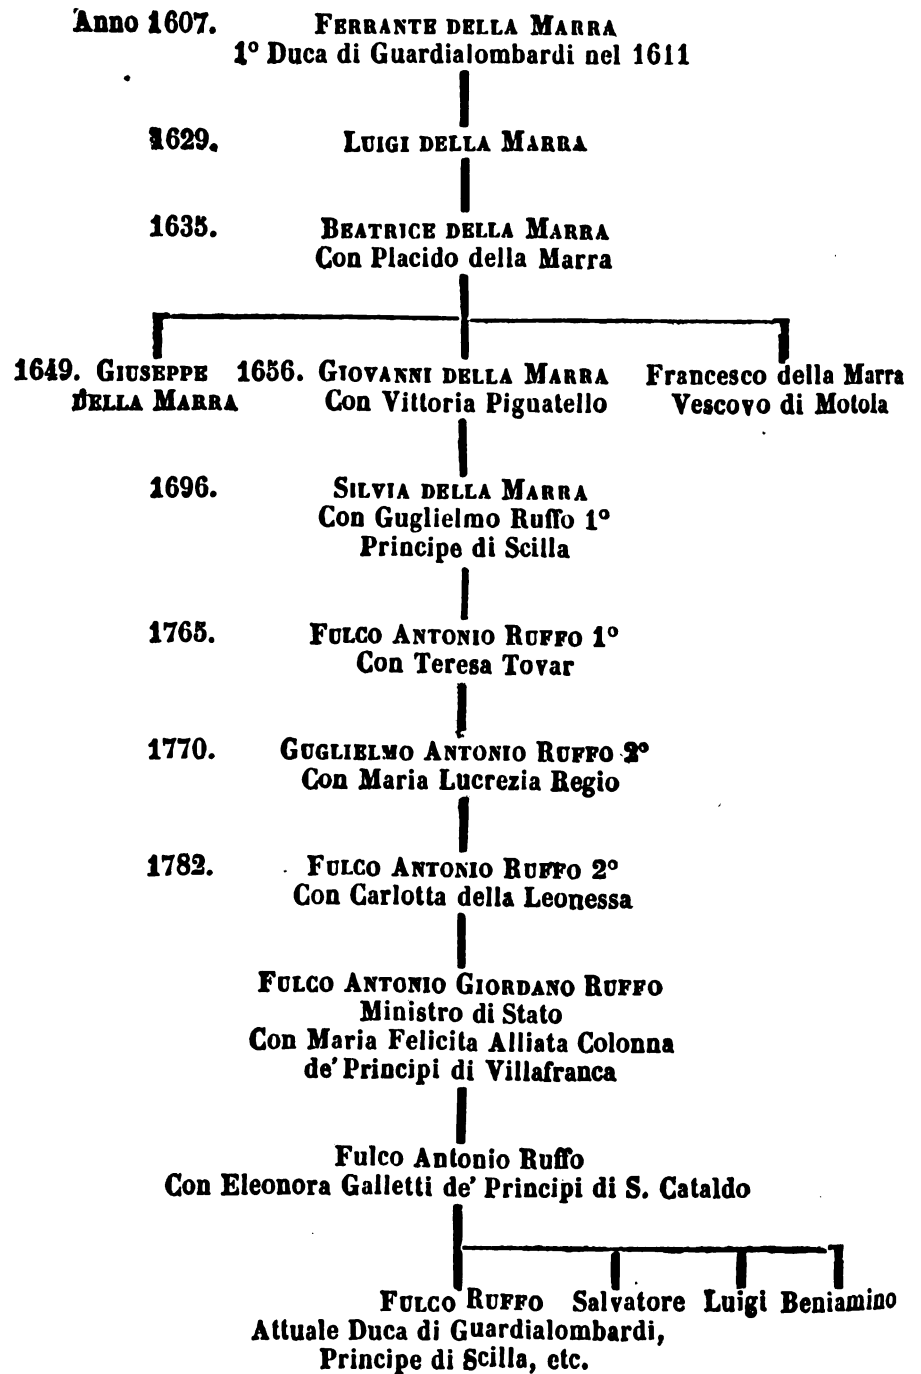 Anno 1607. FERRANTE DELLA MARRA
1° Duca di Guardialombardi nel 1611
1629. LUIGI DELLA MARRA
1635. BEATRICE DELLA MARRA
Con Placido della Marra
1649. GIUSEPPE DELLA MARRA
1656. GIOVANNI DELLA MARRA
Con Vittoria Piguatello
Francesco della Marra
Vescovo di Motola
1696. SILVIA DELLA MARRA
Con Guglielmo Ruffo 1°
Principe di Scilla
1765. FULCO ANTONIO RUFFO 1°
Con Teresa Tovar
1770. GUGLIELMO ANTONIO RUFFO 2°
Con Maria Lucrezia Regio
1782. FULCO ANTONIO RUFFO 2°
Con Carlotta della Leonessa
FULCO ANTONIO GIORDANO RUFFO
Ministro di Stato
Con Maria Felicita Alliata Colonna
de' Principi di Villafranca
Fulco Antonio Ruffo
Con Eleonora Galletti de' Principi di S. Cataldo
FULCO RUFFO Salvatore Luigi Beniamino
Attuale Duca di Guardialombardi,
Principe di Scilla, etc.